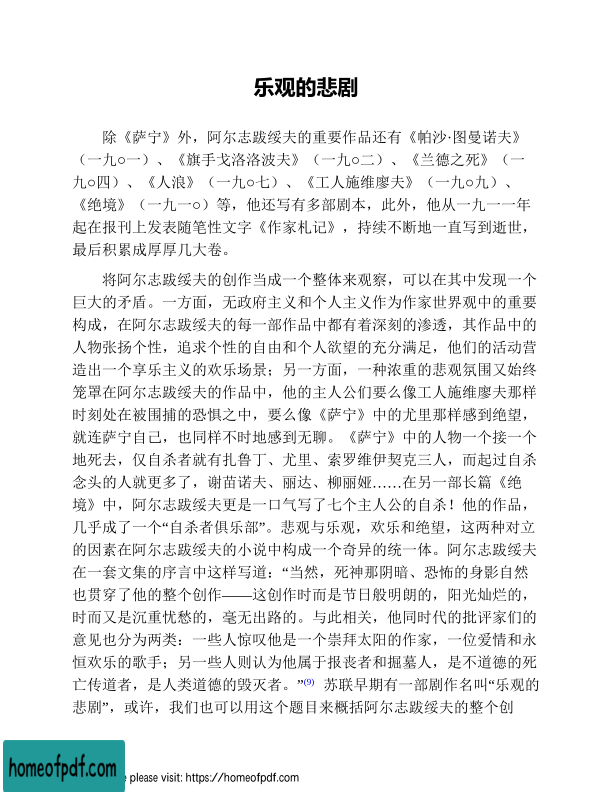 乐观的悲剧
除《萨宁》外，阿尔志跋绥夫的重要作品还有《帕沙·图曼诺夫》
（一九○一）、《旗手戈洛洛波夫》（一九○二）、《兰德之死》（一
九○四）、《人浪》（一九○七）、《工人施维廖夫》（一九○九）、
《绝境》（一九一○）等，他还写有多部剧本，此外，他从一九一一年
起在报刊上发表随笔性文字《作家札记》，持续不断地一直写到逝世，
最后积累成厚厚几大卷。
将阿尔志跋绥夫的创作当成一个整体来观察，可以在其中发现一个
巨大的矛盾。一方面，无政府主义和个人主义作为作家世界观中的重要
构成，在阿尔志跋绥夫的每一部作品中都有着深刻的渗透，其作品中的
人物张扬个性，追求个性的自由和个人欲望的充分满足，他们的活动营
造出一个享乐主义的欢乐场景；另一方面，一种浓重的悲观氛围又始终
笼罩在阿尔志跋绥夫的作品中，他的主人公们要么像工人施维廖夫那样
时刻处在被围捕的恐惧之中，要么像《萨宁》中的尤里那样感到绝望，
就连萨宁自己，也同样不时地感到无聊。《萨宁》中的人物一个接一个
地死去，仅自杀者就有扎鲁丁、尤里、索罗维伊契克三人，而起过自杀
念头的人就更多了，谢苗诺夫、丽达、柳丽娅……在另一部长篇《绝
境》中，阿尔志跋绥夫更是一口气写了七个主人公的自杀！他的作品，
几乎成了一个“自杀者俱乐部”。悲观与乐观，欢乐和绝望，这两种对立
的因素在阿尔志跋绥夫的小说中构成一个奇异的统一体。阿尔志跋绥夫
在一套文集的序言中这样写道：“当然，死神那阴暗、恐怖的身影自然
也贯穿了他的整个创作——这创作时而是节日般明朗的，阳光灿烂的，
时而又是沉重忧愁的，毫无出路的。与此相关，他同时代的批评家们的
意见也分为两类：一些人惊叹他是一个崇拜太阳的作家，一位爱情和永
恒欢乐的歌手；另一些人则认为他属于报丧者和掘墓人，是不道德的死
亡传道者，是人类道德的毁灭者。”(9) 苏联早期有一部剧作名叫“乐观的
悲剧”，或许，我们也可以用这个题目来概括阿尔志跋绥夫的整个创
homeofpdf.com
e please visit: https://homeofpdf.com